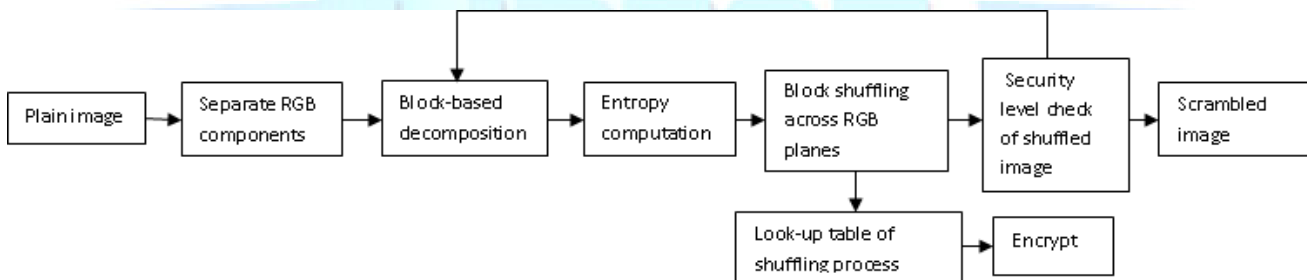 Plain image
Separate RGB
components
Block-based
decomposition
Entropy
computation
Block shuffling
across RGB
planes
Security
level check
of shuffled
image
Scrambled
image
Look-up table of
shuffling process
Encrypt